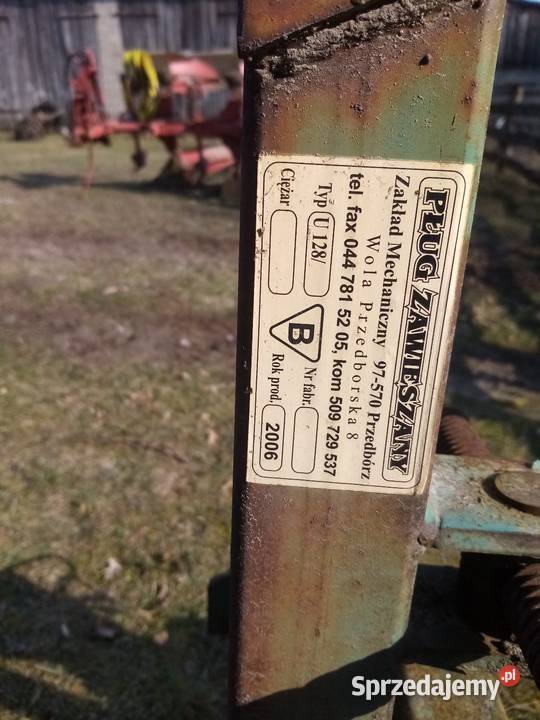 PŁUG ZAWIESZANY
Zakład Mechaniczny 97-570 Przedbórz
Wola Przedborska 8
tel. fax 044 781 52 05, kom 509 729 537
Typ U 128/ B Nr fabr.
Ciężar Rok prod. 2006
Sprzedajemy.pl